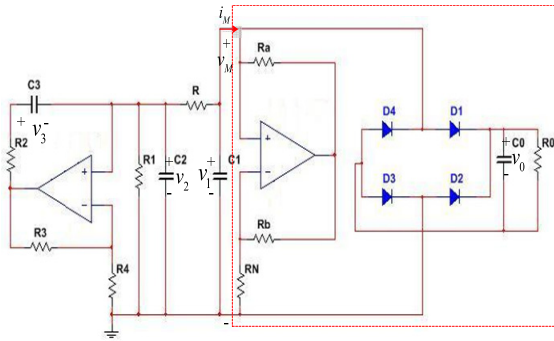 i_M
+
v_M
Ra
C3
v_3 -
R
R2
D4
D1
+
-
+
-
R1
C2
+
v_2
-
C1
+
v_1
-
C0
+
v_0
-
R0
D3
D2
R3
Rb
R4
RN
-